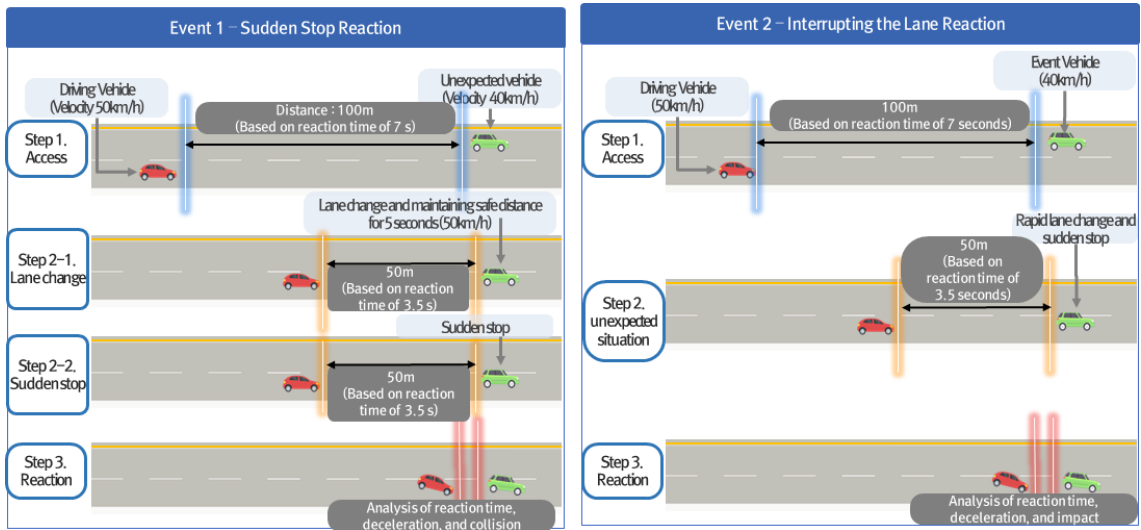 Event 1 – Sudden Stop Reaction
Driving Vehicle
(Velocity 50km/h)
Unexpected vehicle
(Velocity 40km/h)
Distance : 100m
(Based on reaction time of 7 s)
Step 1.
Access
Lane change and maintaining safe distance
for 5 seconds (50km/h)
Step 2-1.
Lane change
50m
(Based on reaction
time of 3.5 s)
Sudden stop
Step 2-2.
Sudden stop
50m
(Based on reaction
time of 3.5 s)
Step 3.
Reaction
Analysis of reaction time,
deceleration, and collision
Event 2 – Interrupting the Lane Reaction
Driving Vehicle
(50km/h)
Event Vehicle
(40km/h)
100m
(Based on reaction time of 7 seconds)
Step 1.
Access
Rapid lane change and
sudden stop
50m
(Based on
reaction time of
3.5 seconds)
Step 2.
unexpected
situation
Step 3.
Reaction
Analysis of reaction time,
deceleration, and impact